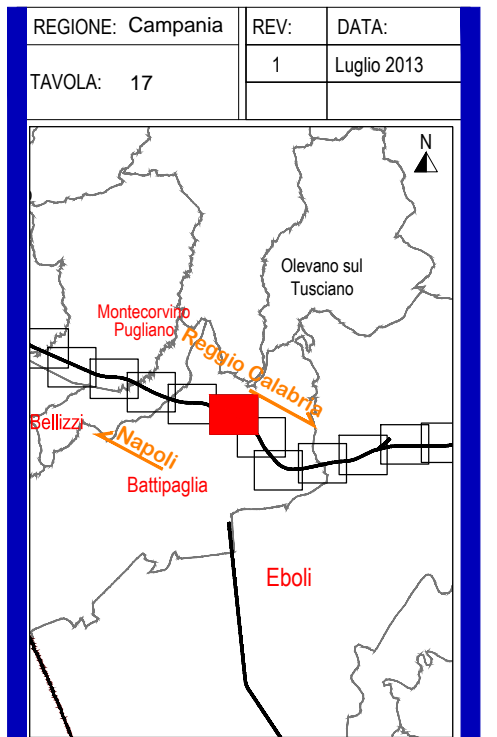 REGIONE: Campania
REV:
DATA:
1
Luglio 2013
TAVOLA: 17
N
Olevano sul
Tusciano
Montecorvino
Pugliano
Reggio Calabria
Bellizzi
Napoli
Battipaglia
Eboli